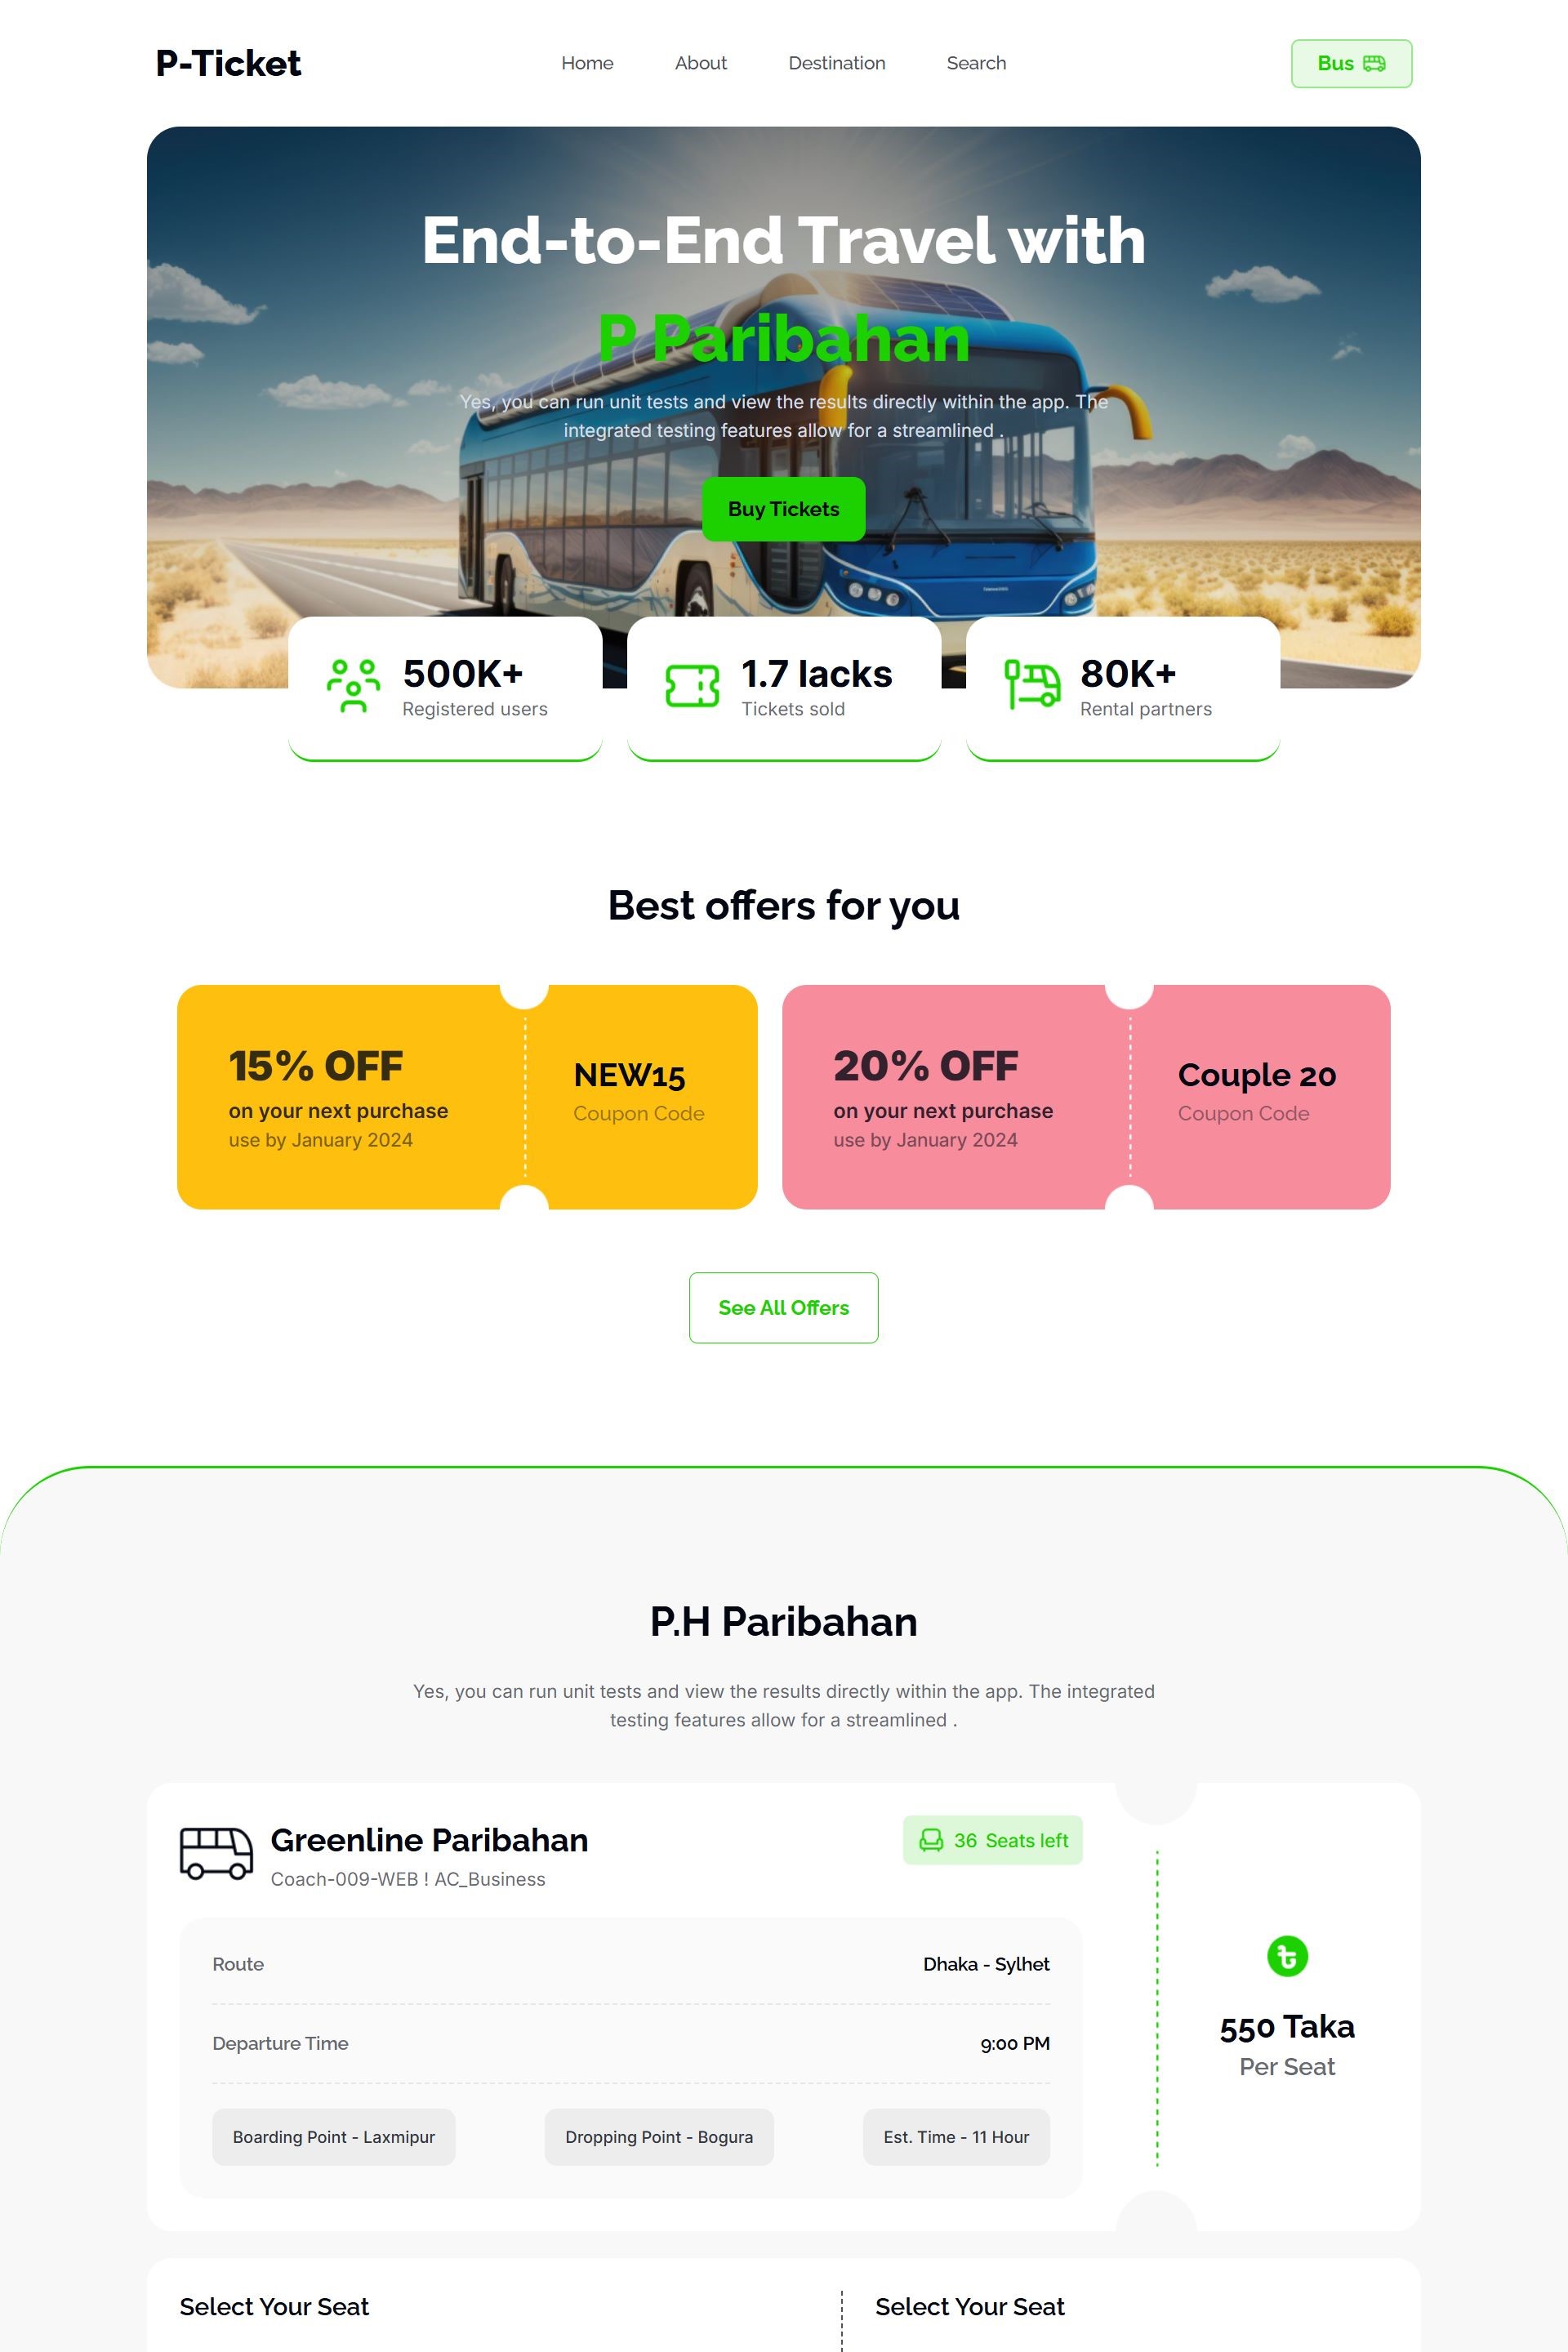 P-Ticket
Home
About
Destination
Search
Bus
End-to-End Travel with
P Paribahan
Yes, you can run unit tests and view the results directly within the app. The
integrated testing features allow for a streamlined .
Buy Tickets
500K+
Registered users
1.7 lacks
Tickets sold
80K+
Rental partners
Best offers for you
15% OFF
on your next purchase
use by January 2024
NEW15
Coupon Code
20% OFF
on your next purchase
use by January 2024
Couple 20
Coupon Code
See All Offers
P.H Paribahan
Yes, you can run unit tests and view the results directly within the app. The integrated
testing features allow for a streamlined .
Greenline Paribahan
Coach-009-WEB ! AC_Business
36 Seats left
Route
Dhaka - Sylhet
Departure Time
9:00 PM
Boarding Point - Laxmipur
Dropping Point - Bogura
Est. Time - 11 Hour
৳
550 Taka
Per Seat
Select Your Seat
Select Your Seat